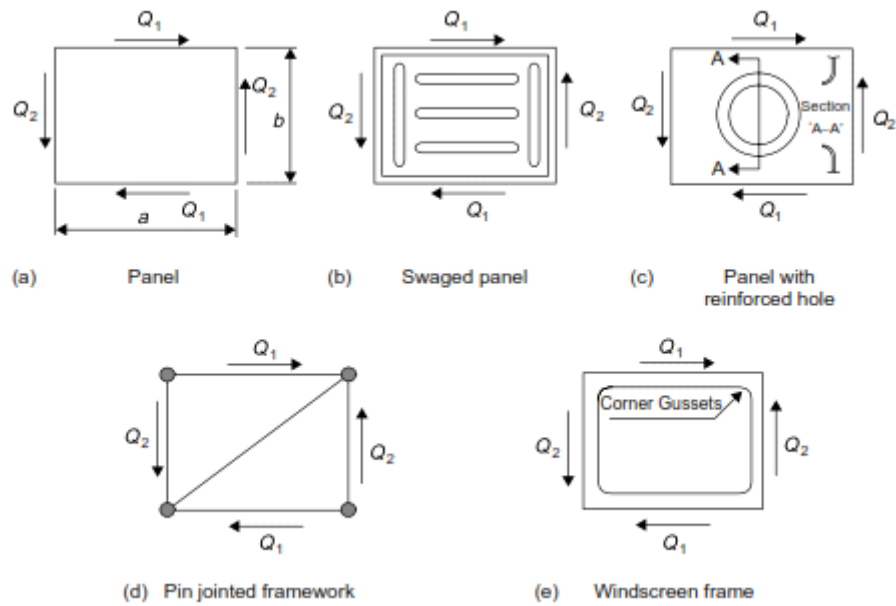 Q1
Q2
Q2
b
Q1
a
(a) Panel
Q1
Q2
Q2
Q1
(b) Swaged panel
Q1
A
Q2
Section
"A–A"
Q2
A
Q1
(c) Panel with
reinforced hole
Q1
Q2
Q2
Q1
(d) Pin jointed framework
Q1
Corner Gussets
Q2
Q2
Q1
(e) Windscreen frame